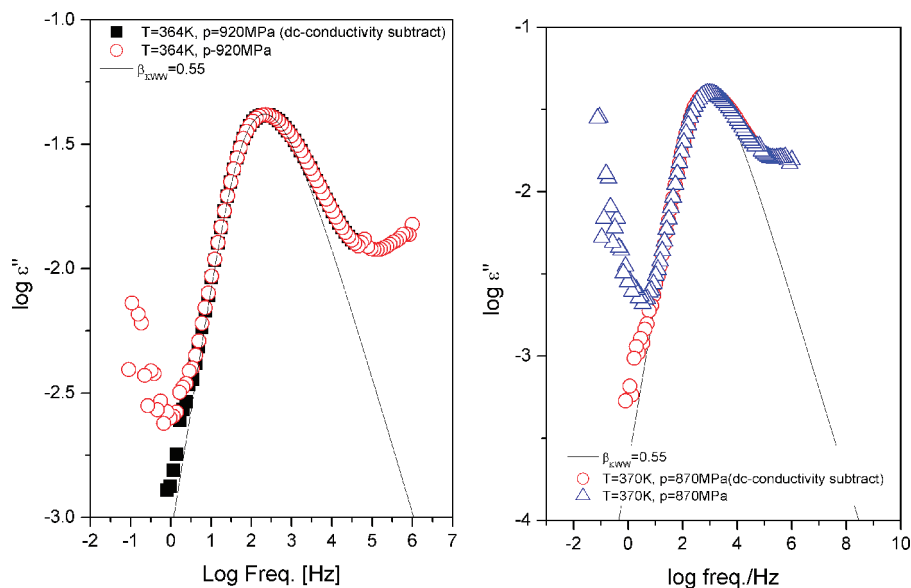 -1.0
-1.5
-2.0
-2.5
-3.0
log ε"
-2 -1 0 1 2 3 4 5 6 7
Log Freq. [Hz]
T=364K, p=920MPa (dc-conductivity subtract)
T=364K, p-920MPa
βKWW=0.55
-1
-2
-3
-4
log ε"
-2 0 2 4 6 8 10
log freq./Hz
βKWW=0.55
T=370K, p=870MPa(dc-conductivity subtract)
T=370K, p=870MPa